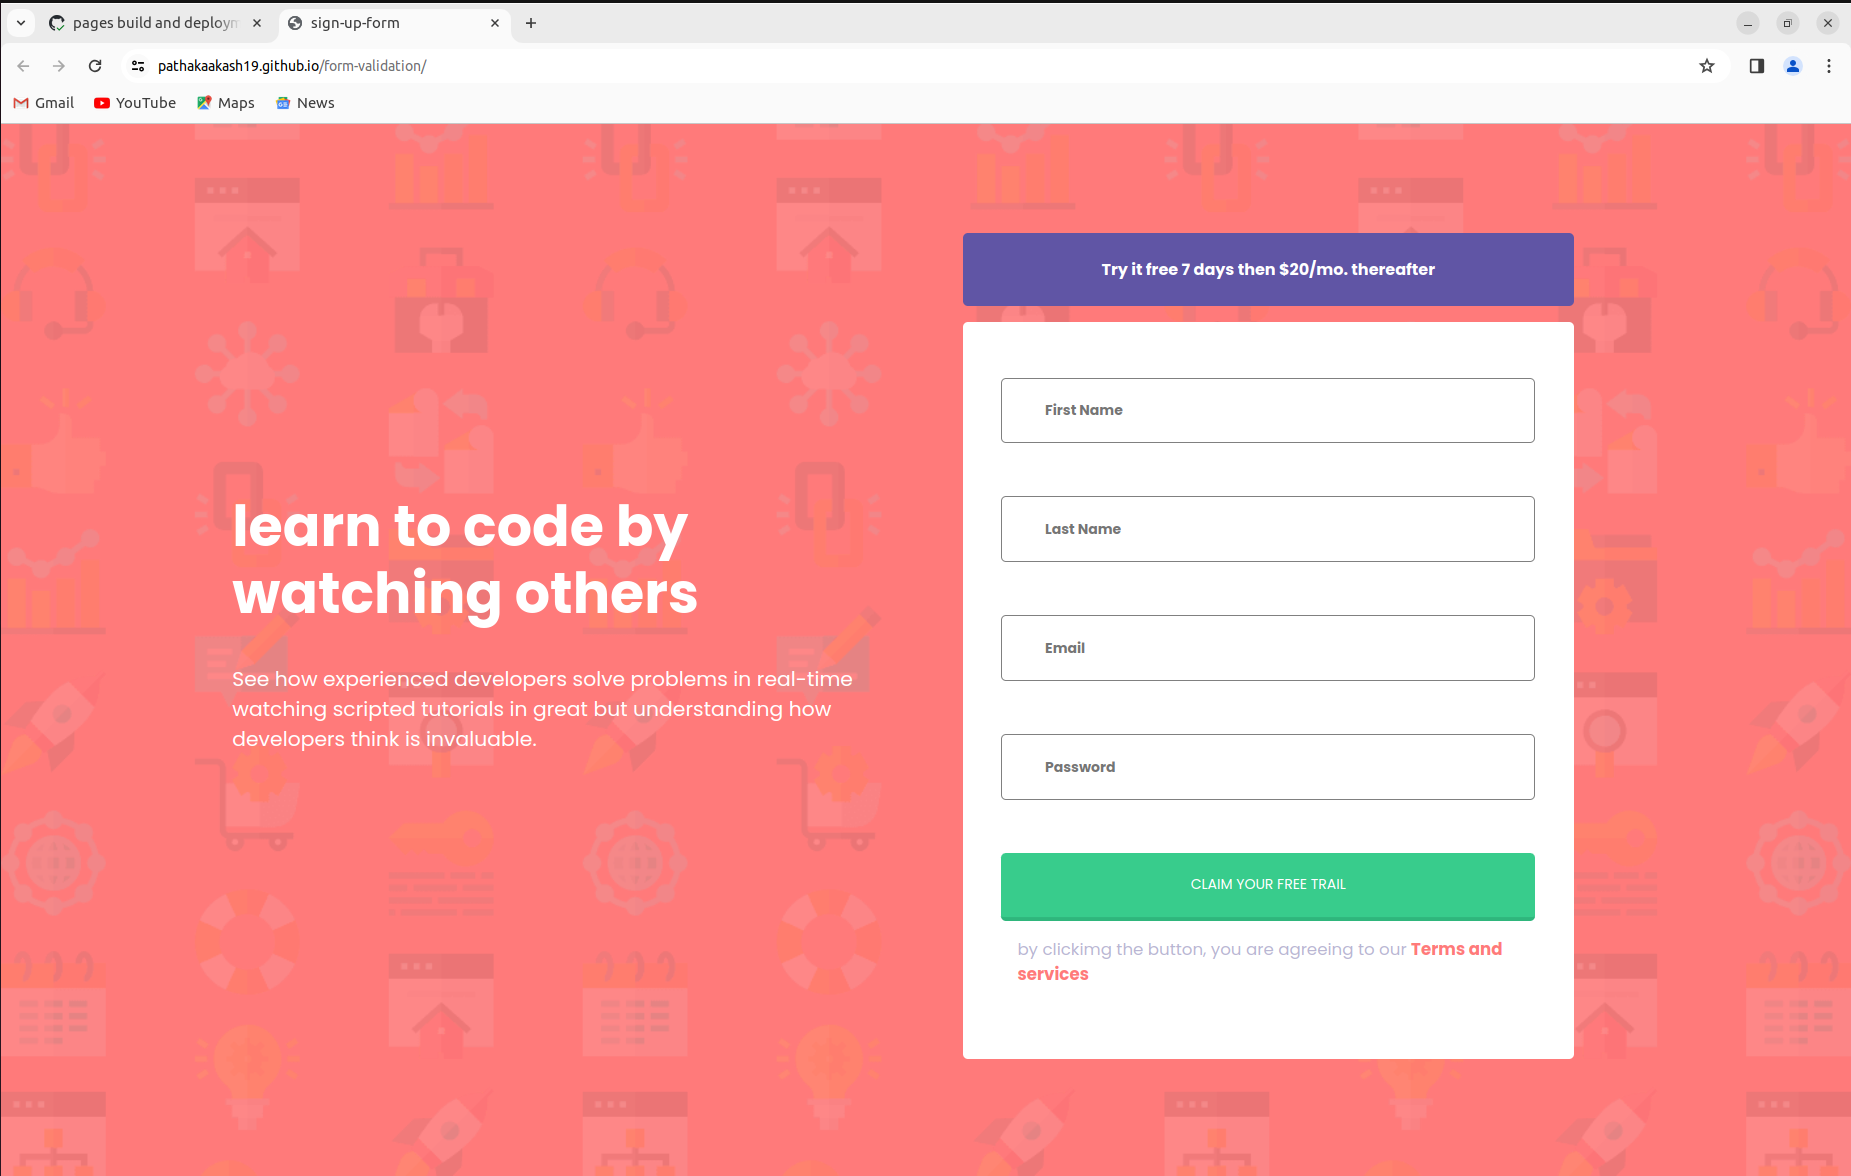 pages build and deploym
sign-up-form
pathakaakash19.github.io/form-validation/
Gmail
YouTube
Maps
News
learn to code by
watching others
See how experienced developers solve problems in real-time
watching scripted tutorials in great but understanding how
developers think is invaluable.
Try it free 7 days then $20/mo. thereafter
First Name
Last Name
Email
Password
CLAIM YOUR FREE TRAIL
by clickimg the button, you are agreeing to our Terms and
services